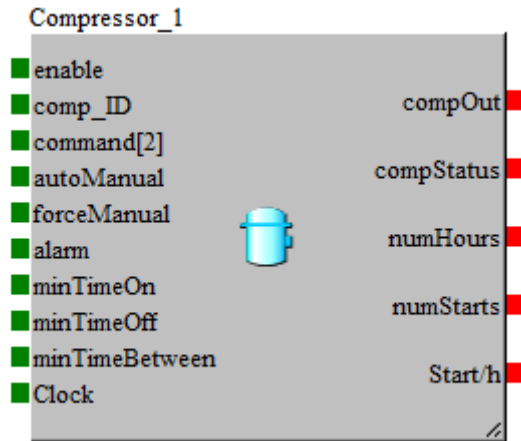 Compressor_1
enable
comp_ID
command[2]
autoManual
forceManual
alarm
minTimeOn
minTimeOff
minTimeBetween
Clock
compOut
compStatus
numHours
numStarts
Start/h